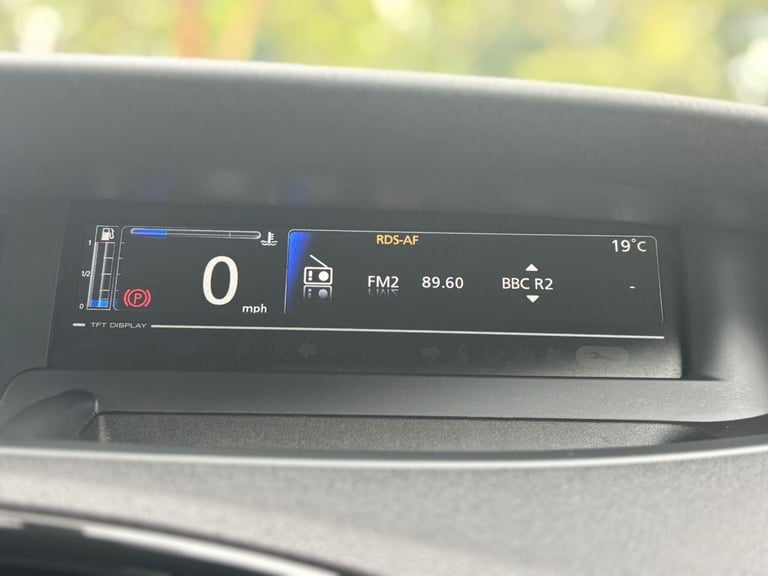 RDS-AF
19°C
1
1/2
0
P
0
mph
FM2 89.60 BBC R2 -
TFT DISPLAY